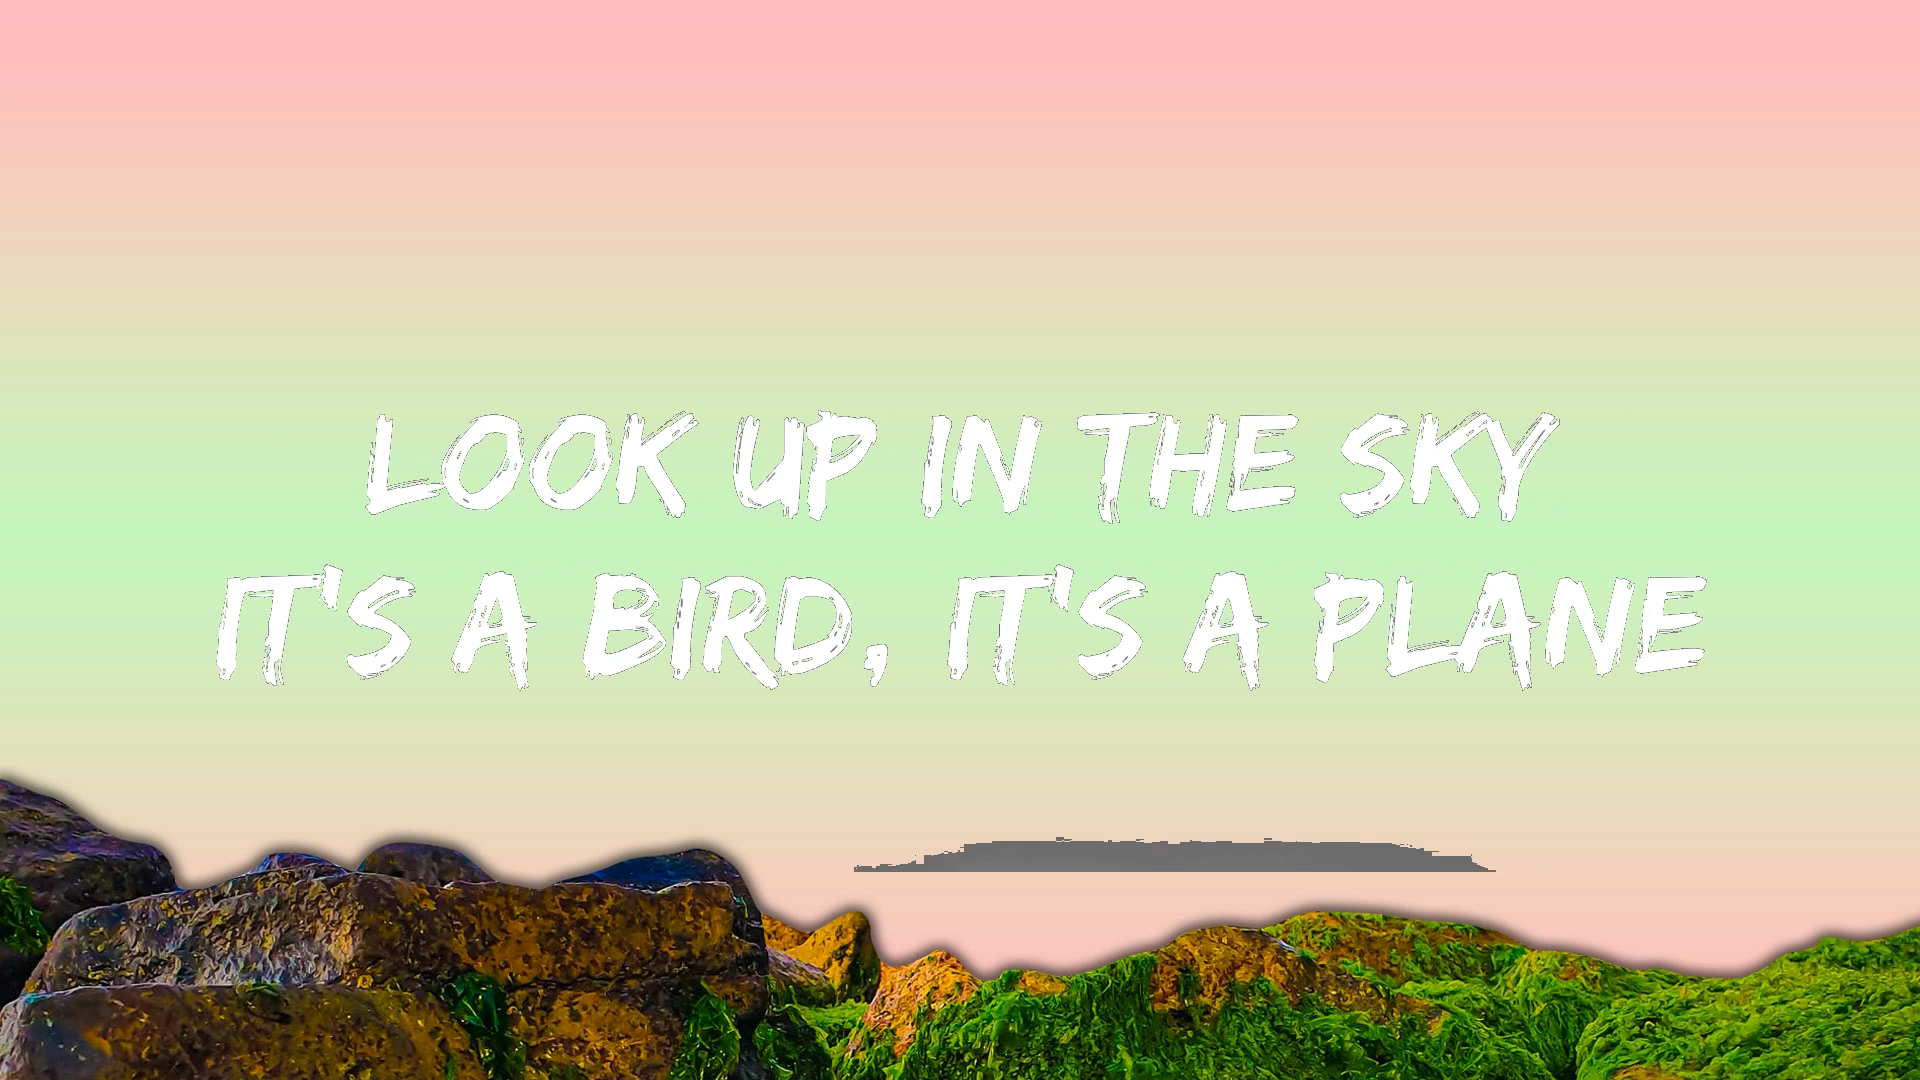 LOOK UP IN THE SKY
IT'S A BIRD, IT'S A PLANE